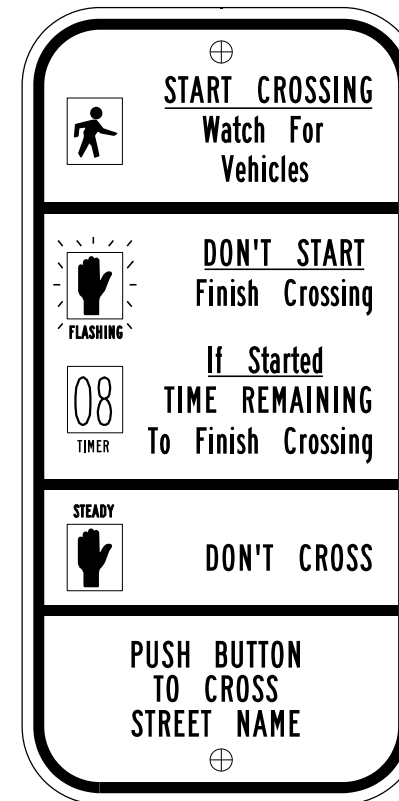 START CROSSING
Watch For
Vehicles
DON'T START
Finish Crossing
FLASHING
If Started
08
TIME REMAINING
TIMER
To Finish Crossing
STEADY
DON'T CROSS
PUSH BUTTON
TO CROSS
STREET NAME